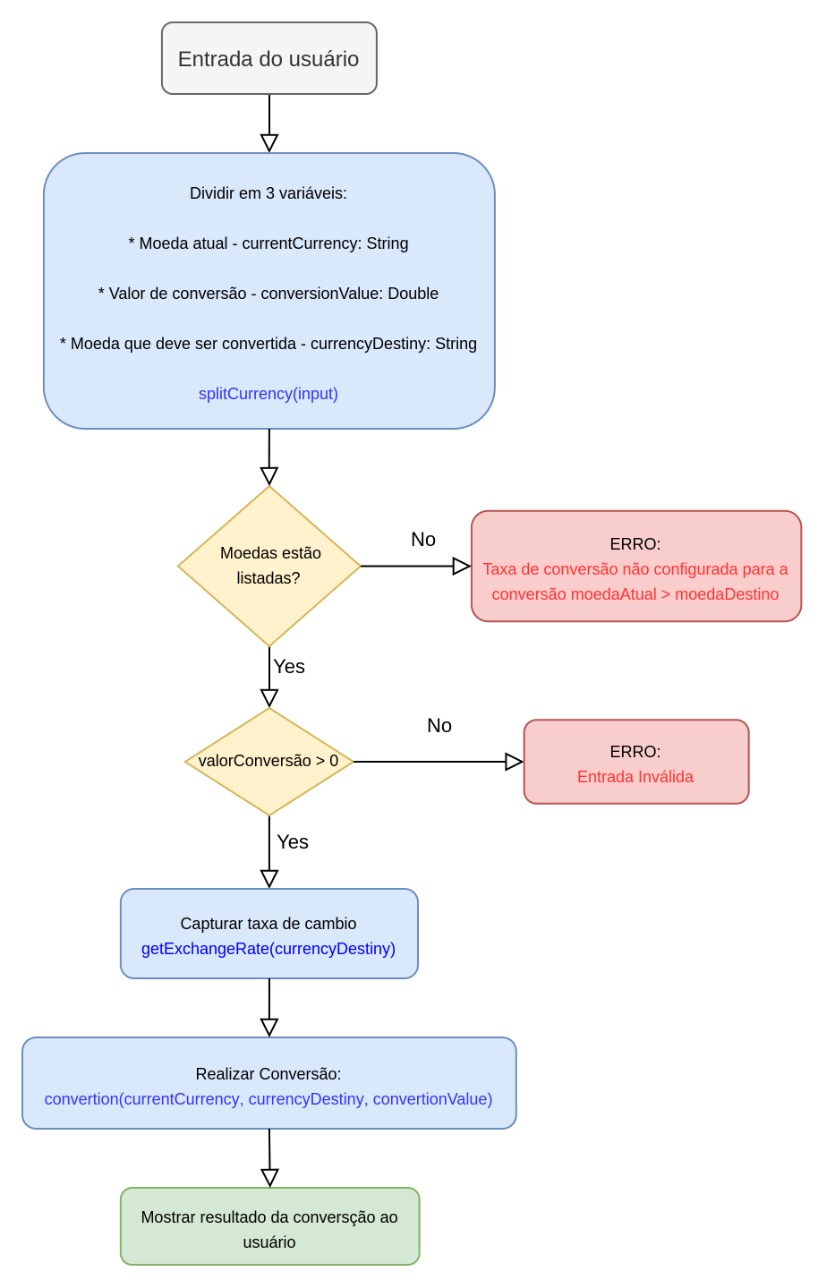 Entrada do usuário
Dividir em 3 variáveis:
* Moeda atual - currentCurrency: String
* Valor de conversão - conversionValue: Double
* Moeda que deve ser convertida - currencyDestiny: String
splitCurrency(input)
Moedas estão
listadas?
No
ERRO:
Taxa de conversão não configurada para a
conversão moedaAtual > moedaDestino
Yes
valorConversão > 0
No
ERRO:
Entrada Inválida
Yes
Capturar taxa de cambio
getExchangeRate(currencyDestiny)
Realizar Conversão:
convertion(currentCurrency, currencyDestiny, convertionValue)
Mostrar resultado da conversção ao
usuário